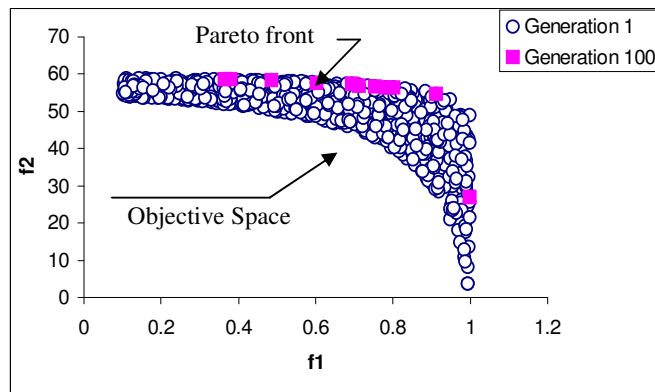 Pareto front
Generation 1
Generation 100
70
60
50
40
30
20
10
0
f2
Objective Space
0
0.2
0.4
0.6
0.8
1
1.2
f1